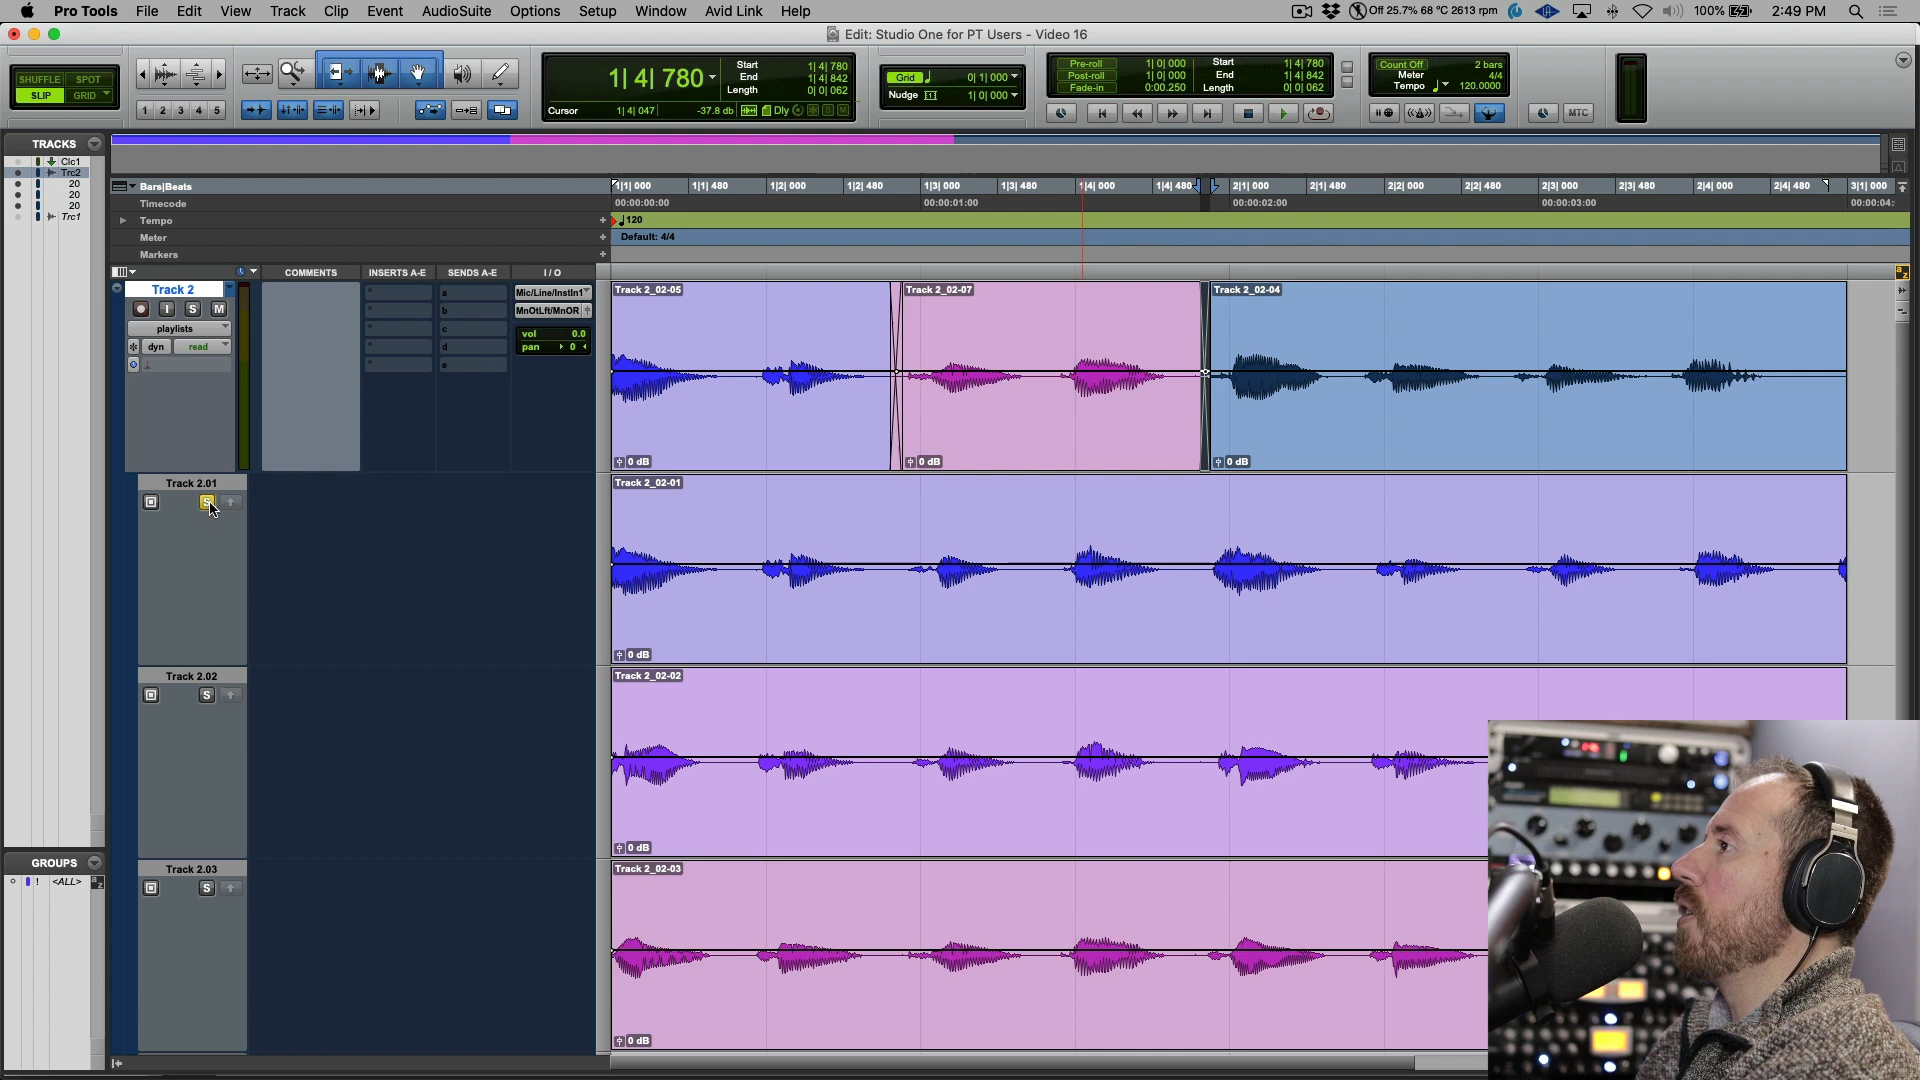 Pro Tools File Edit View Track Clip Event AudioSuite Options Setup Window Avid Link Help
Off 25.7% 68 °C 2613 rpm 100% 2:49 PM
Edit: Studio One for PT Users - Video 16
SHUFFLE SPOT
SLIP GRID
1 2 3 4 5
1| 4| 780
Start 1| 4| 780
End 1| 4| 842
Length 0| 0| 062
Cursor 1| 4| 047 -37.8 db Dly
Grid 0| 1| 000
Nudge 1| 0| 000
Pre-roll 1| 0| 000
Post-roll 1| 0| 000
Fade-in 0:00.250
Start 1| 4| 780
End 1| 4| 842
Length 0| 0| 062
Count Off 2 bars
Meter 4/4
Tempo 120.0000
MTC
TRACKS
Clc1
Trc2
20
20
20
Trc1
Bars|Beats
Timecode
Tempo
Meter
Markers
1|1| 000 1|1| 480 1|2| 000 1|2| 480 1|3| 000 1|3| 480 1|4| 000 1|4| 480 2|1| 000 2|1| 480 2|2| 000 2|2| 480 2|3| 000 2|3| 480 2|4| 000 2|4| 480 3|1| 000
00:00:00:00 00:00:01:00 00:00:02:00 00:00:03:00 00:00:04:
120
Default: 4/4
COMMENTS INSERTS A-E SENDS A-E I / O
Track 2
I S M
playlists
dyn read
a
b
c
d
e
Mic/Line/InstIn1
MnOtLft/MnOR
vol 0.0
pan 0
Track 2_02-05 Track 2_02-07 Track 2_02-04
0 dB 0 dB 0 dB
Track 2.01
S
Track 2_02-01
0 dB
Track 2.02
S
Track 2_02-02
0 dB
Track 2.03
S
Track 2_02-03
0 dB
GROUPS
! <ALL>